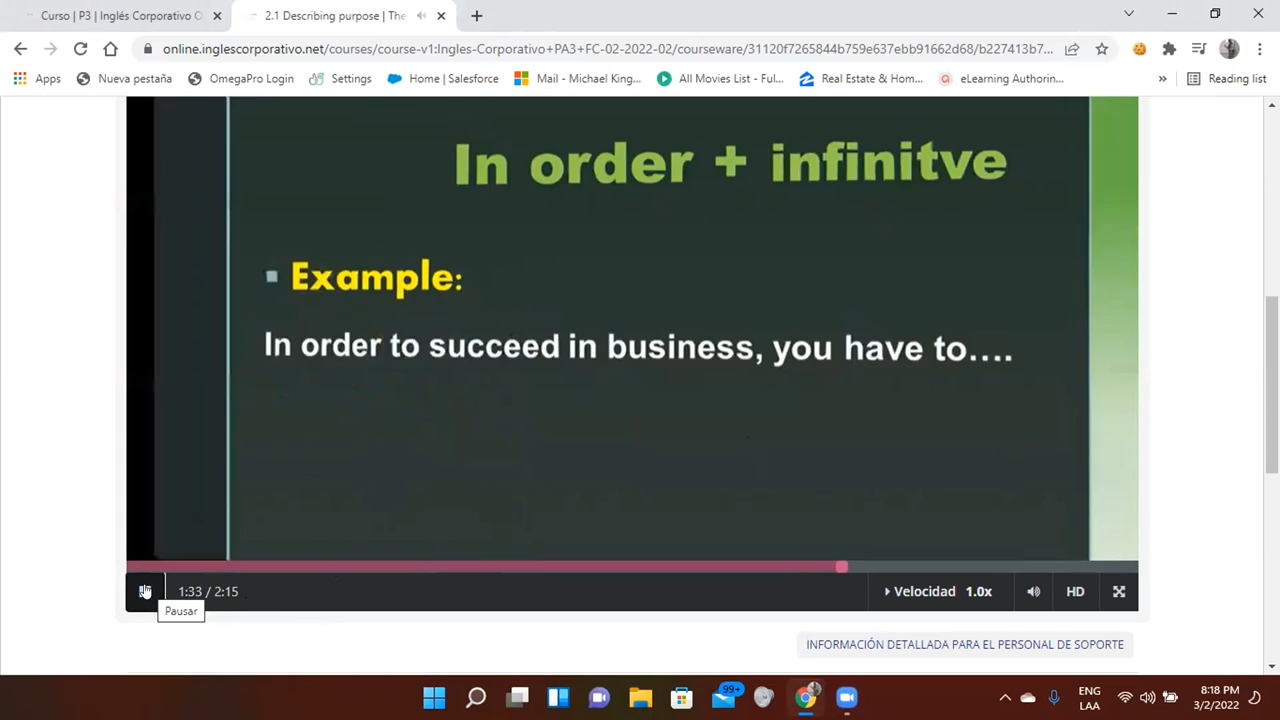 Curso | P3 | Inglés Corporativo O
2.1 Describing purpose | The
online.inglescorporativo.net/courses/course-v1:Ingles-Corporativo+PA3+FC-02-2022-02/courseware/31120f7265844b759e637ebb91662d68/b227413b7...
Apps
Nueva pestaña
OmegaPro Login
Settings
Home | Salesforce
Mail - Michael King...
All Movies List - Ful...
Real Estate & Hom...
eLearning Authorin...
»
Reading list
In order + infinitve
Example:
In order to succeed in business, you have to....
1:33 / 2:15
Velocidad 1.0x
HD
Pausar
INFORMACIÓN DETALLADA PARA EL PERSONAL DE SOPORTE
99+
ENG
LAA
8:18 PM
3/2/2022